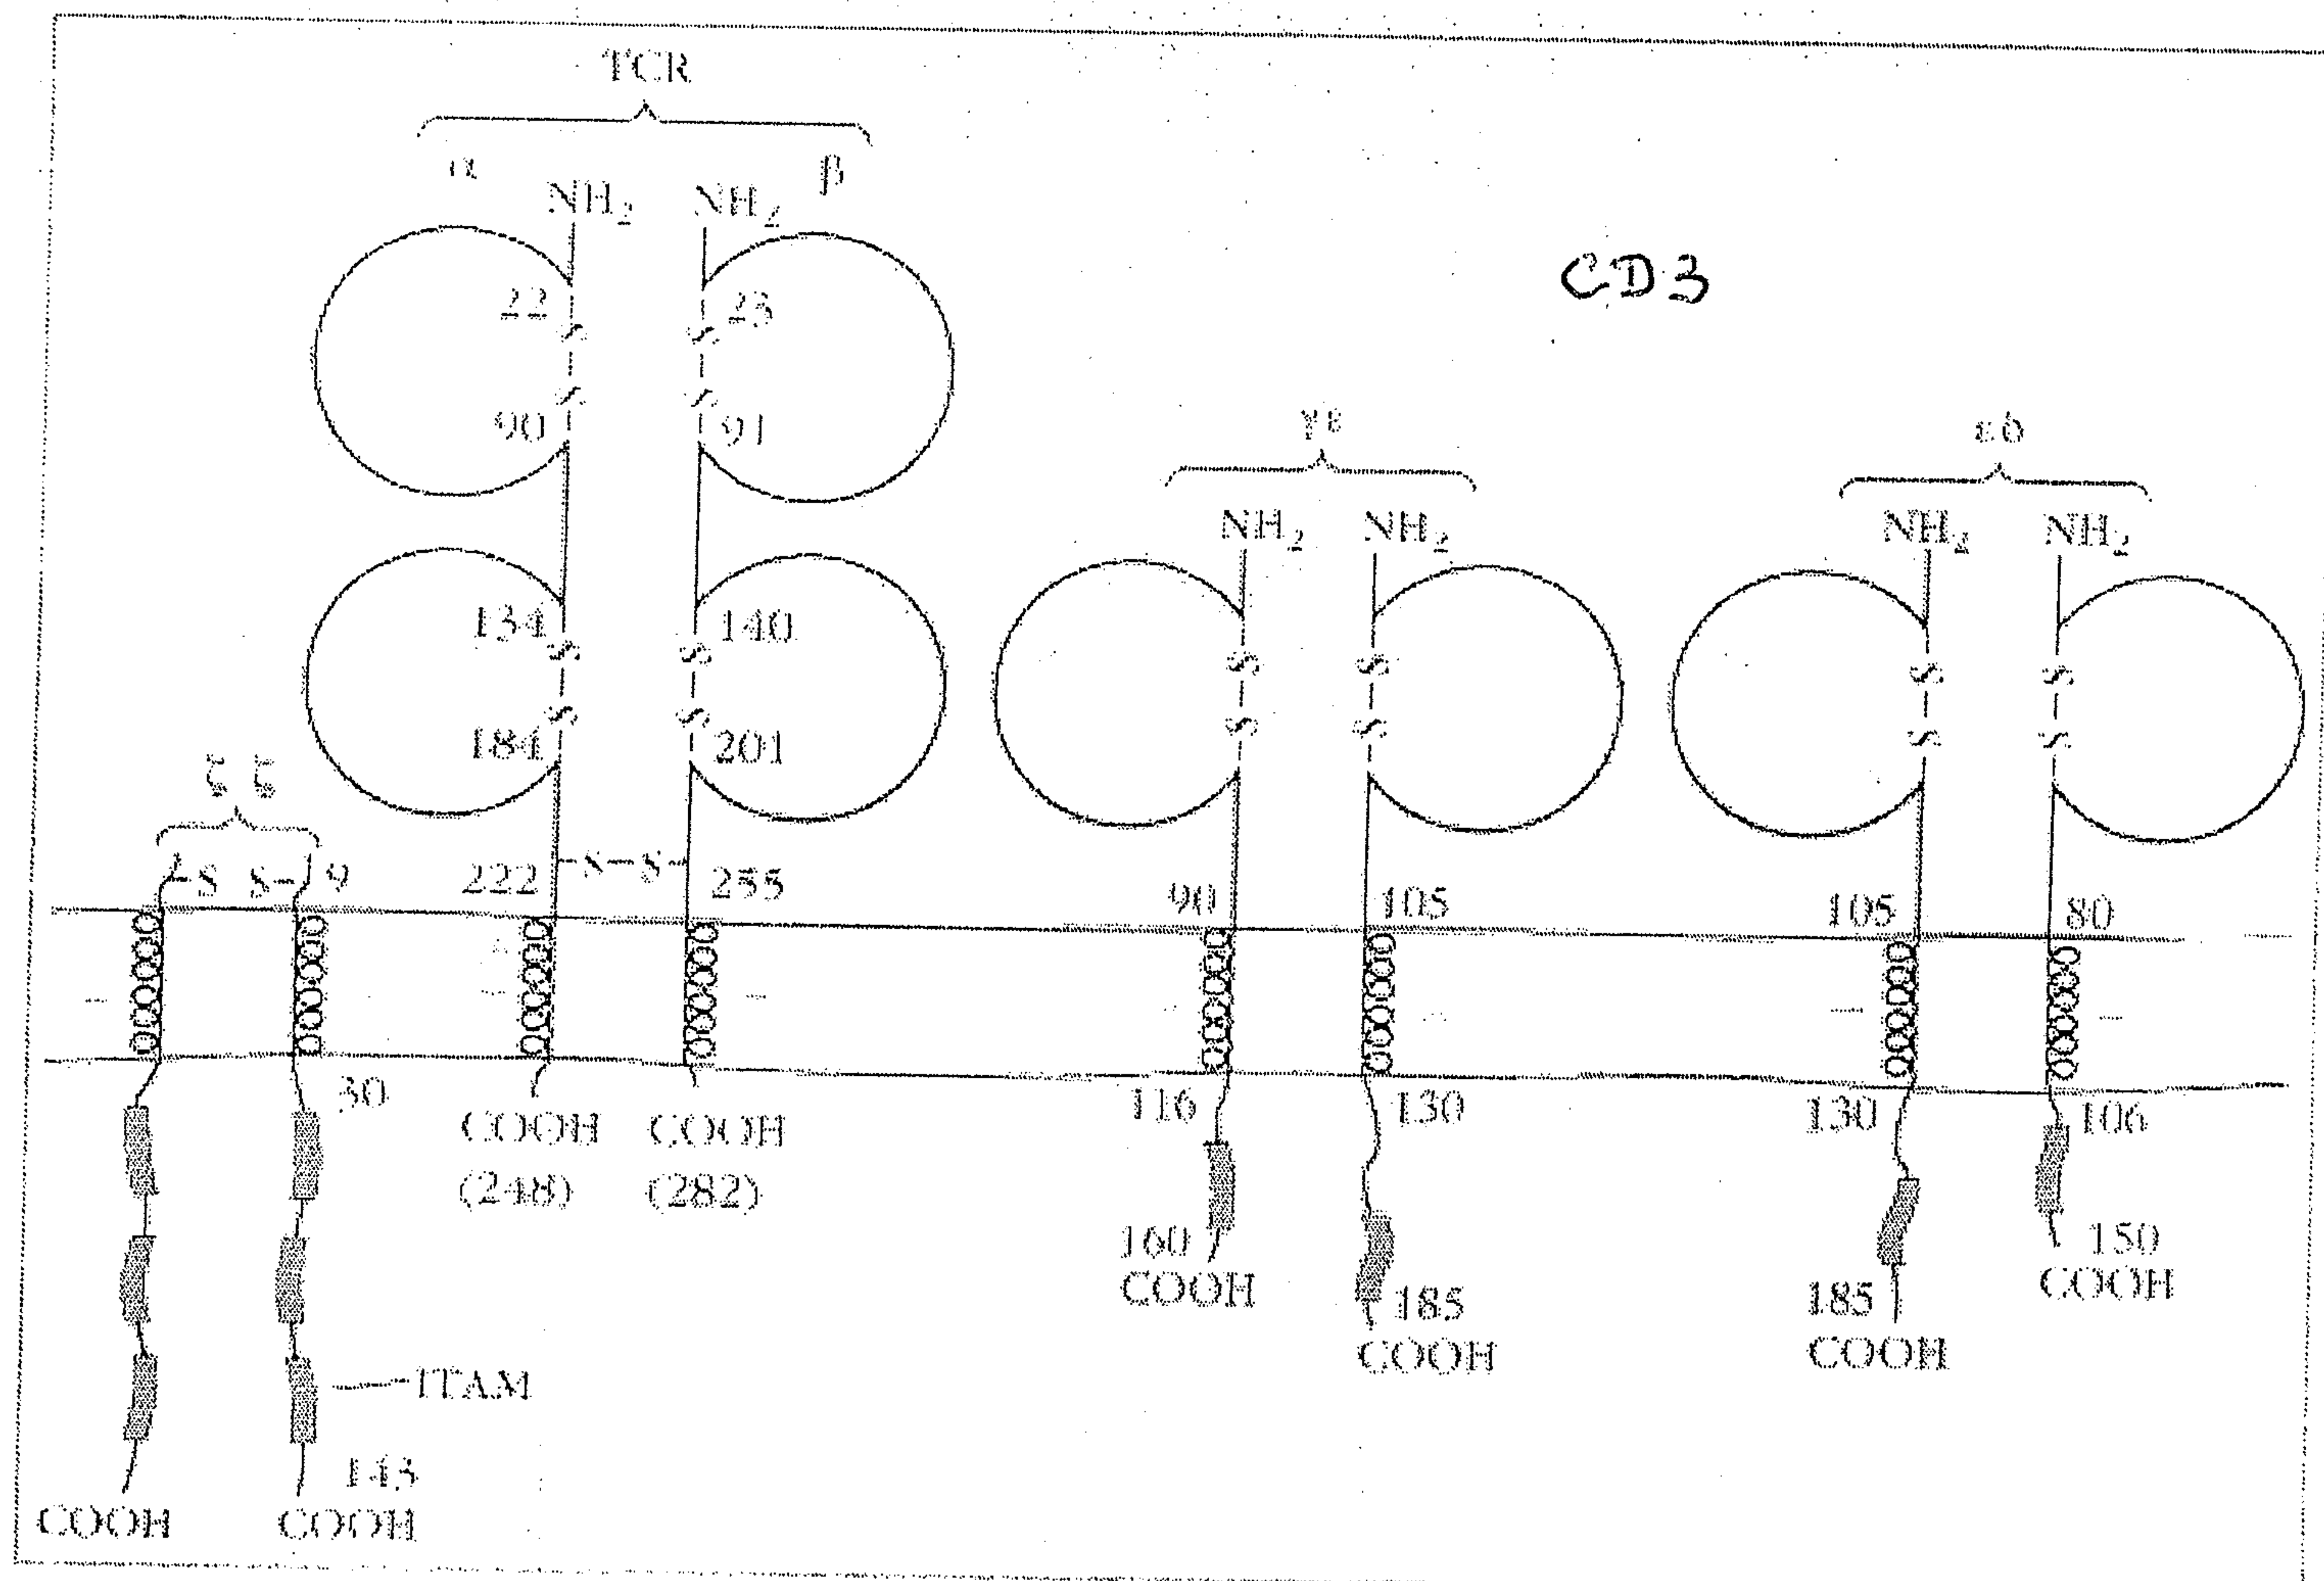 TCR
α β
NH₂ NH₂
CD3
22 23
S S
S S
90 91
γε εδ
NH₂ NH₂ NH₂ NH₂
134 140
S S S S S S
S S S S S S
184 201
ζ ζ
S S 9 222 S S 255 90 105 105 80
30 116 130 130 106
COOH COOH
(248) (282)
160 150
COOH COOH
185 185
COOH COOH
ITAM
143
COOH COOH